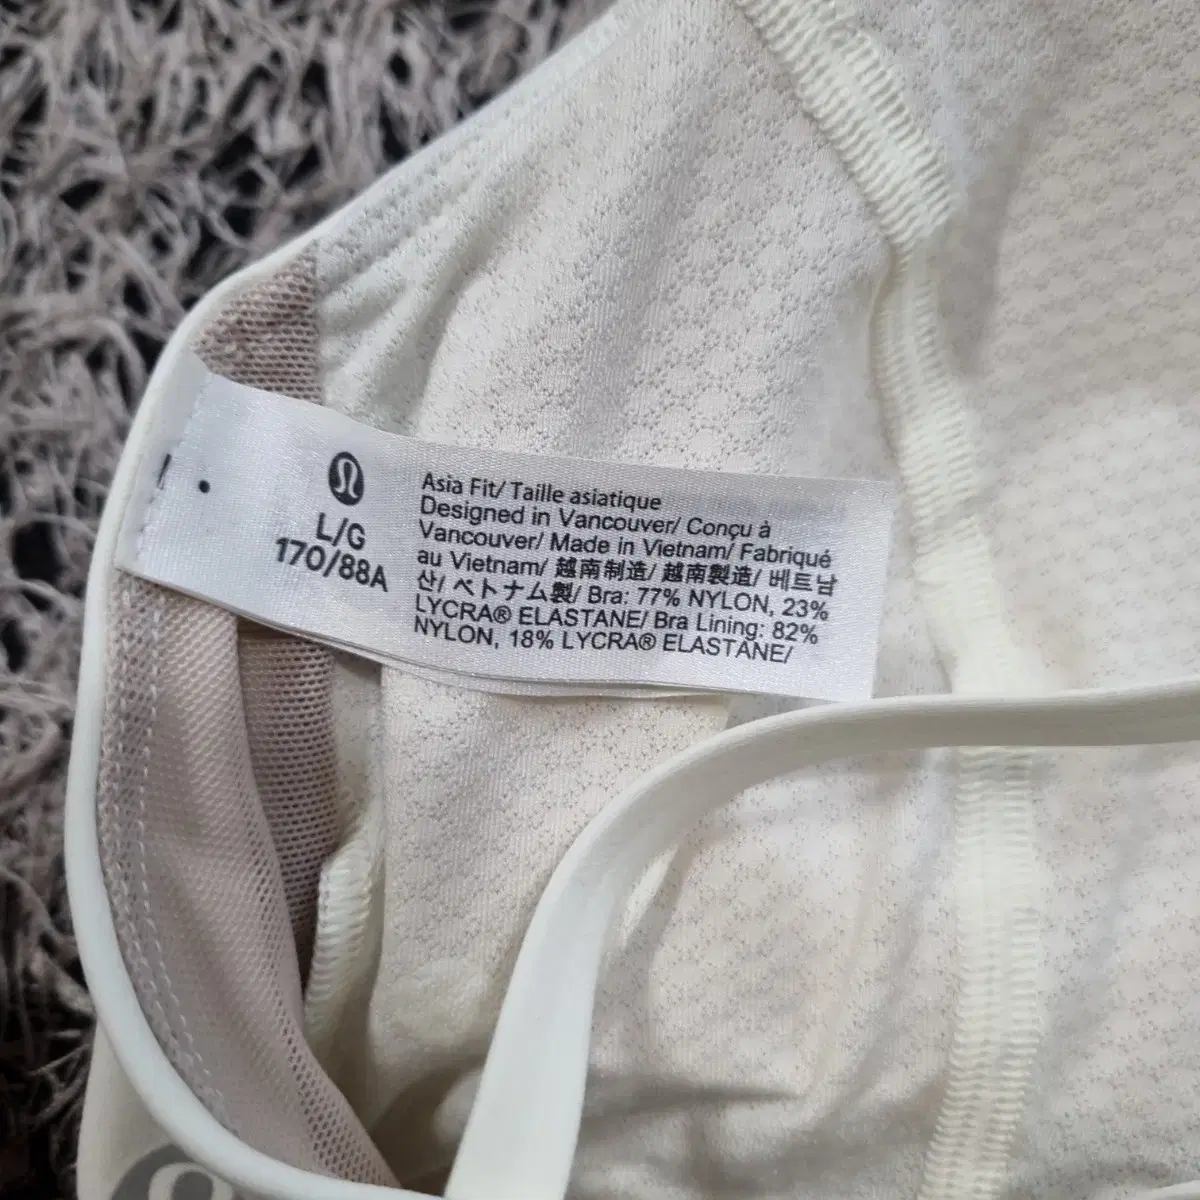 L/G
170/88A
Asia Fit/ Taille asiatique
Designed in Vancouver/ Conçu à
Vancouver/ Made in Vietnam/ Fabriqué
au Vietnam/ 越南制造/ 越南製造/ 베트남
산/ ベトナム製/ Bra: 77% NYLON, 23%
LYCRA® ELASTANE/ Bra Lining: 82%
NYLON, 18% LYCRA® ELASTANE/